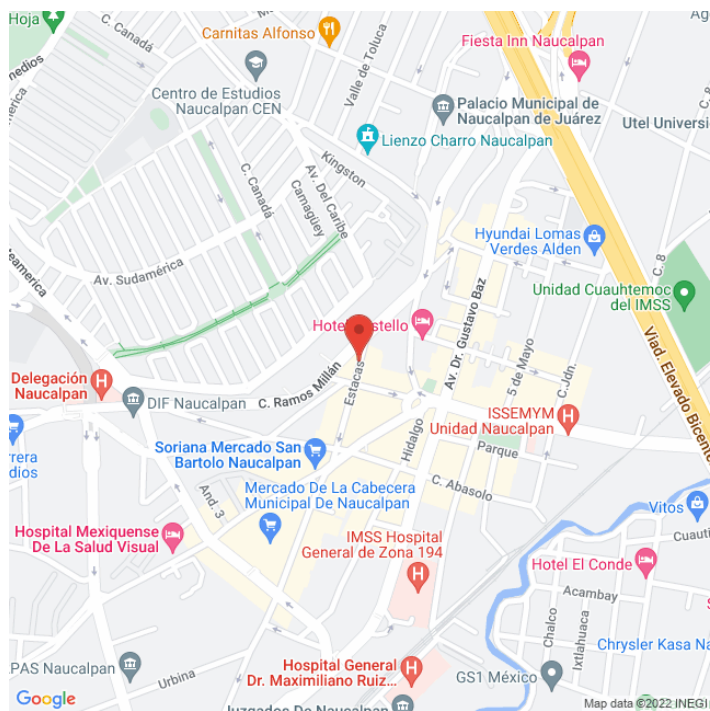 Hoja
C. Canadá
Carnitas Alfonso
Valle de Toluca
Fiesta Inn Naucalpan
C. 8
Centro de Estudios
Naucalpan CEN
Palacio Municipal de
Naucalpan de Juárez
Utel Universi
Lienzo Charro Naucalpan
Kingston
C. Canadá
Av. Del Caribe
Camagüey
Hyundai Lomas
Verdes Alden
C. 8
Av. Sudamérica
Unidad Cuauhtemoc
del IMSS
Av. Dr. Gustavo Baz
Viad. Elevado Bicente
5 de Mayo
C. Jdn.
C. Ramos Millán
Estacas
Delegación
Naucalpan
DIF Naucalpan
ISSEMYM
Unidad Naucalpan
Hidalgo
Parque
Soriana Mercado San
Bartolo Naucalpan
C. Abasolo
And. 3
Mercado De La Cabecera
Municipal De Naucalpan
Vitos
Hospital Mexiquense
De La Salud Visual
IMSS Hospital
General de Zona 194
Cuauti
Hotel El Conde
Acambay
Chalco
Ixtlahuaca
Chrysler Kasa Na
PAS Naucalpan
Urbina
Hospital General
Dr. Maximiliano Ruiz...
GS1 México
Juzgados De Naucalpan
Google
Map data ©2022 INEGI